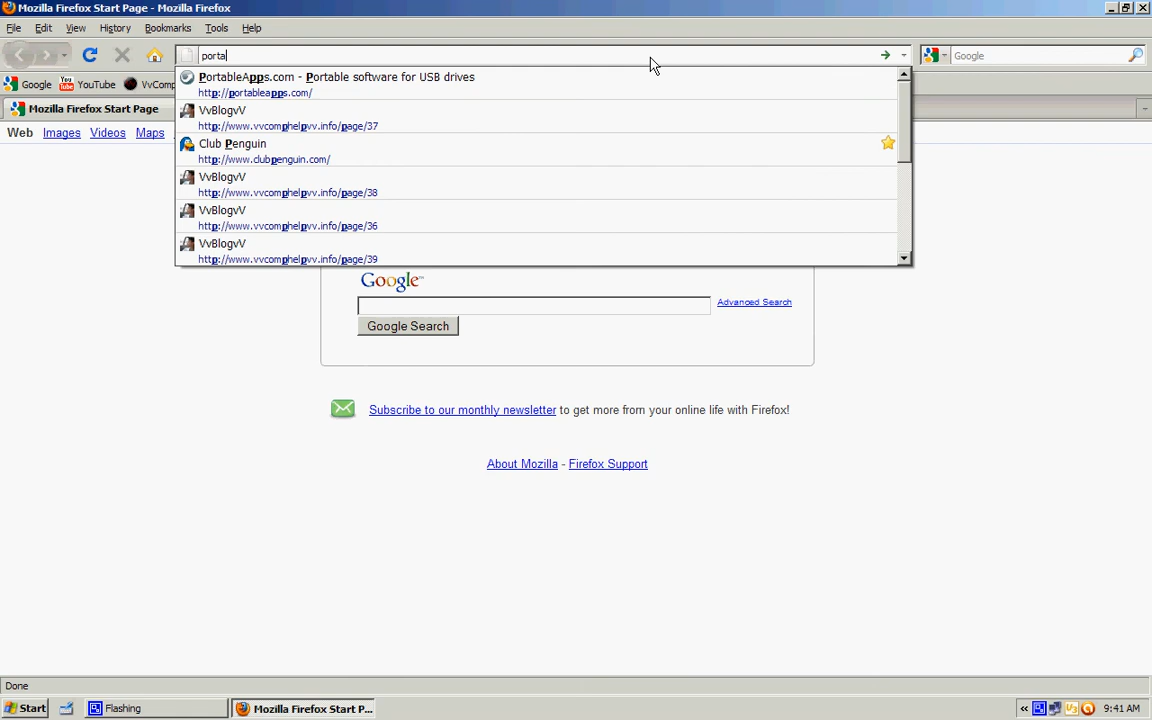 Mozilla Firefox Start Page - Mozilla Firefox
File Edit View History Bookmarks Tools Help
porta
Google
Google YouTube VvComp
PortableApps.com - Portable software for USB drives
http://portableapps.com/
VvBlogvV
http://www.vvcomphelpvv.info/page/37
Club Penguin
http://www.clubpenguin.com/
VvBlogvV
http://www.vvcomphelpvv.info/page/38
VvBlogvV
http://www.vvcomphelpvv.info/page/36
VvBlogvV
http://www.vvcomphelpvv.info/page/39
Mozilla Firefox Start Page
Web Images Videos Maps
Google™
Advanced Search
Google Search
Subscribe to our monthly newsletter to get more from your online life with Firefox!
About Mozilla - Firefox Support
Done
Start Flashing Mozilla Firefox Start P... « 9:41 AM